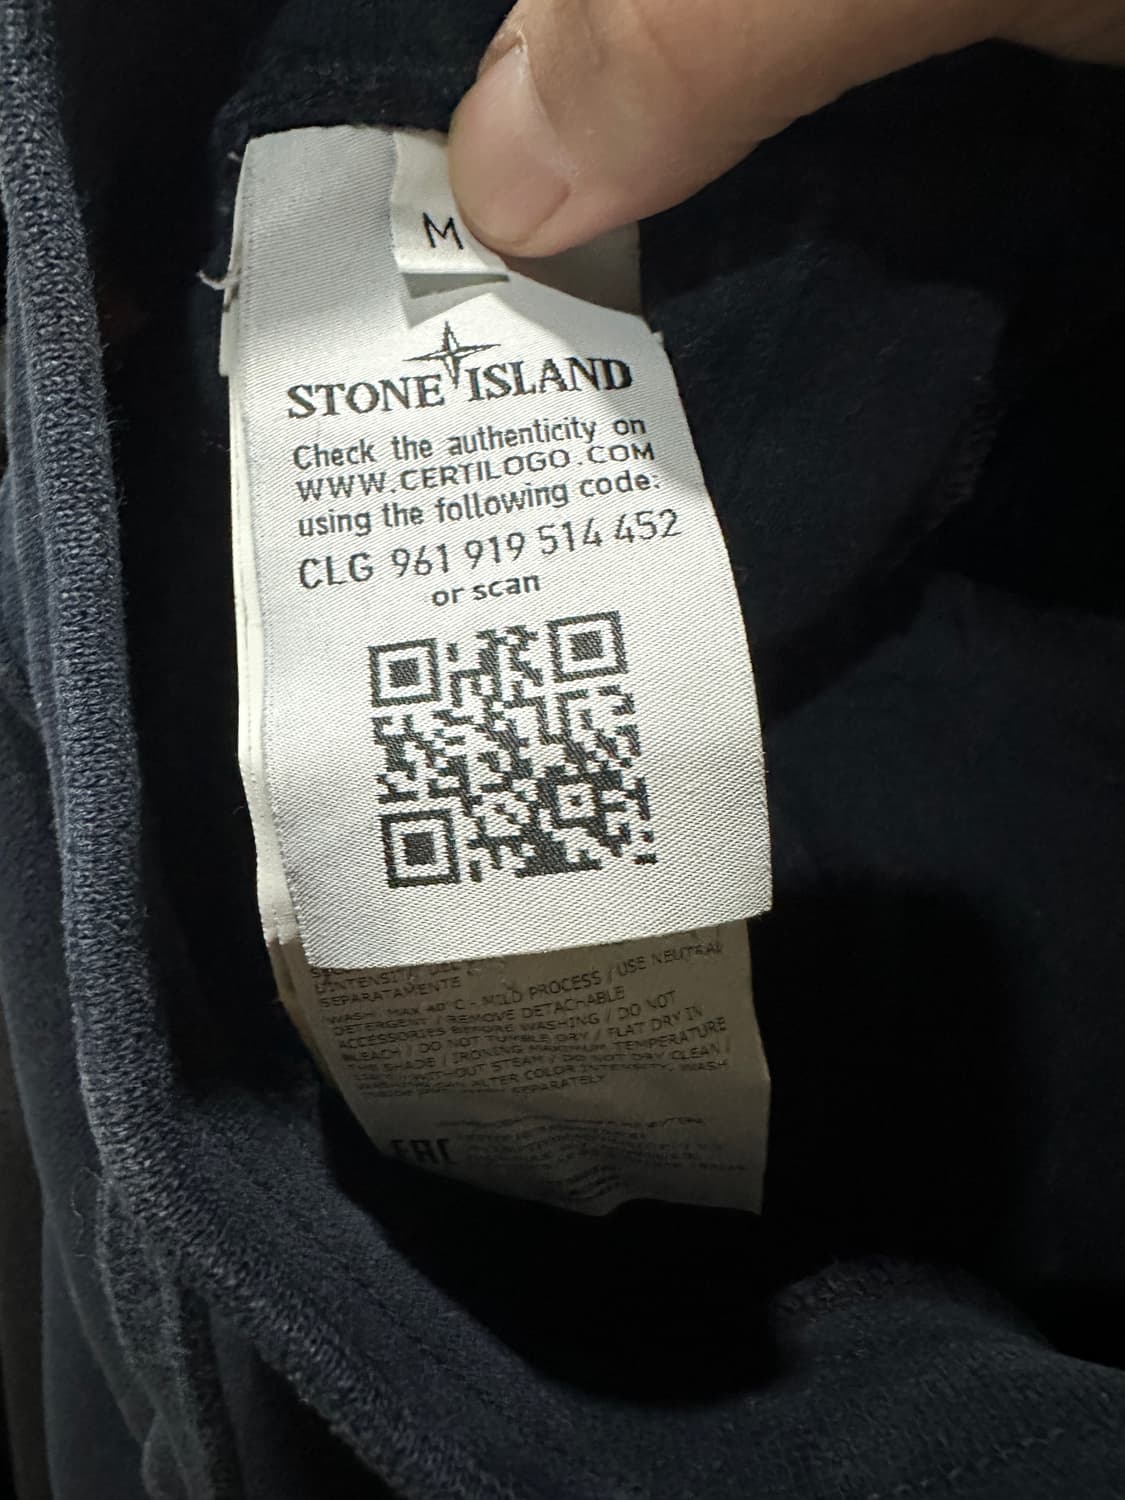 M
STONE ISLAND
Check the authenticity on
WWW.CERTILOGO.COM
using the following code:
CLG 961 919 514 452
or scan
SEPARATAMENTE
WASH: MAX 40°C - MILD PROCESS / USE NEUTRAL
DETERGENT / REMOVE DETACHABLE
ACCESSORIES BEFORE WASHING / DO NOT
BLEACH / DO NOT TUMBLE DRY / FLAT DRY IN
THE SHADE / IRONING MAXIMUM TEMPERATURE
WITHOUT STEAM / DO NOT DRY CLEAN /
ALTER COLOR INTENSITY, WASH
SEPARATELY
EAC